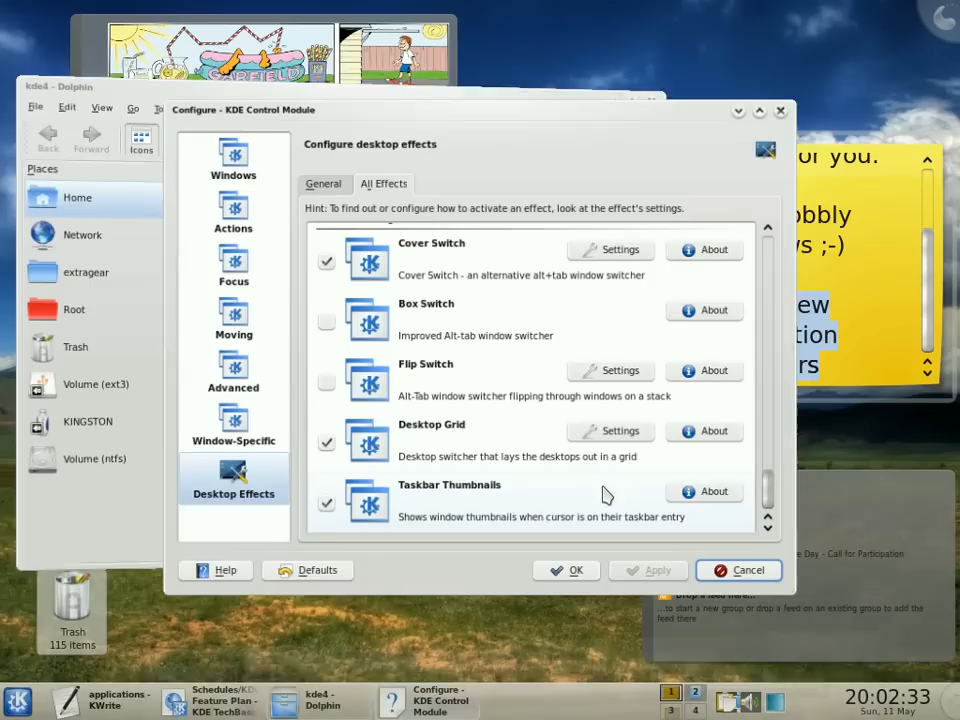 GARFIELD
kde4 - Dolphin
File Edit View Go To
Back Forward Icons
Places
Home
Network
extragear
Root
Trash
Volume (ext3)
KINGSTON
Volume (ntfs)
Configure - KDE Control Module
Windows
Actions
Focus
Moving
Advanced
Window-Specific
Desktop Effects
Configure desktop effects
General All Effects
Hint: To find out or configure how to activate an effect, look at the effect's settings.
Cover Switch Settings About
Cover Switch - an alternative alt+tab window switcher
Box Switch About
Improved Alt-tab window switcher
Flip Switch Settings About
Alt-Tab window switcher flipping through windows on a stack
Desktop Grid Settings About
Desktop switcher that lays the desktops out in a grid
Taskbar Thumbnails About
Shows window thumbnails when cursor is on their taskbar entry
Help Defaults OK Apply Cancel
or you.
obbly
s ;-)
ew
tion
rs
e Day - Call for Participation
Drop a feed here...
...to start a new group or drop a feed on an existing group to add the
feed there
Trash
115 items
applications -
KWrite
Schedules/KD
Feature Plan -
KDE TechBas
kde4 -
Dolphin
Configure -
KDE Control
Module
1 2
3 4
20:02:33
Sun, 11 May